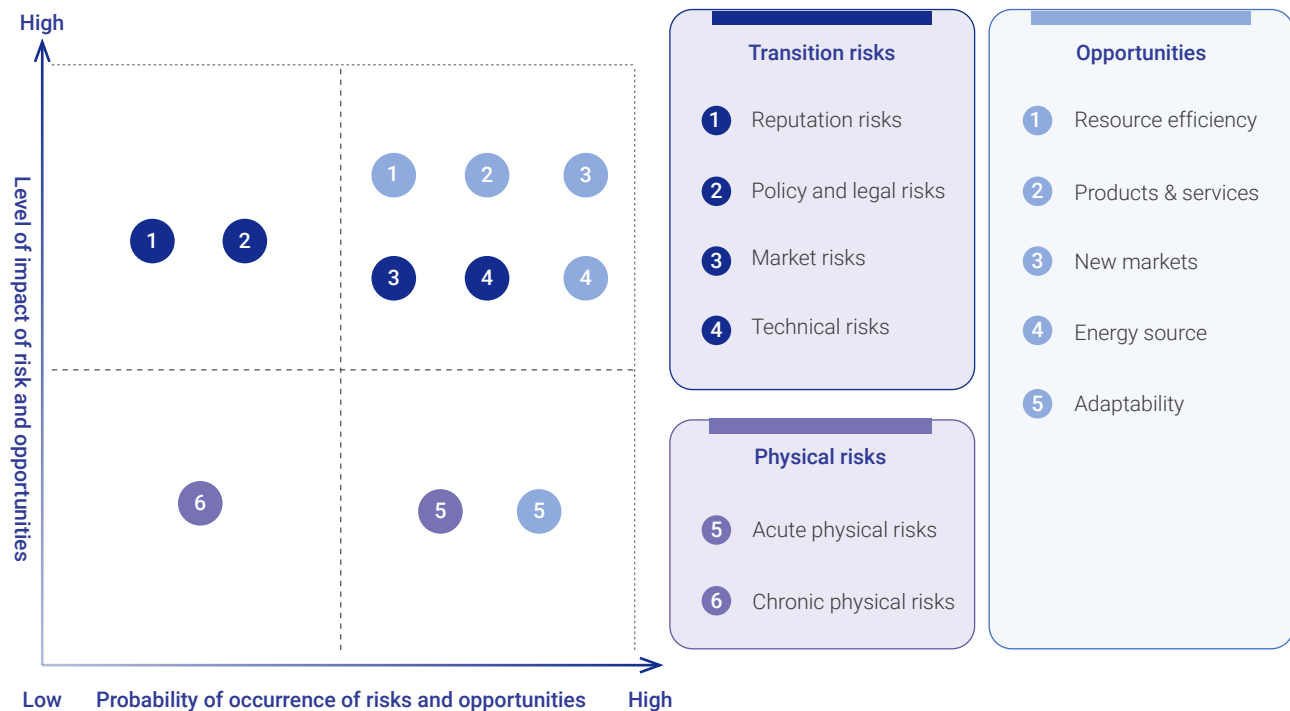 High
Level of impact of risk and opportunities
1
2
3
1
2
3
4
4
6
5
5
Low
Probability of occurrence of risks and opportunities
High
Transition risks
1 Reputation risks
2 Policy and legal risks
3 Market risks
4 Technical risks
Physical risks
5 Acute physical risks
6 Chronic physical risks
Opportunities
1 Resource efficiency
2 Products & services
3 New markets
4 Energy source
5 Adaptability